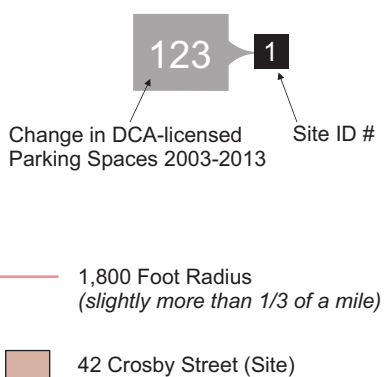 123
1
Change in DCA-licensed
Parking Spaces 2003-2013
Site ID #
1,800 Foot Radius
(slightly more than 1/3 of a mile)
42 Crosby Street (Site)